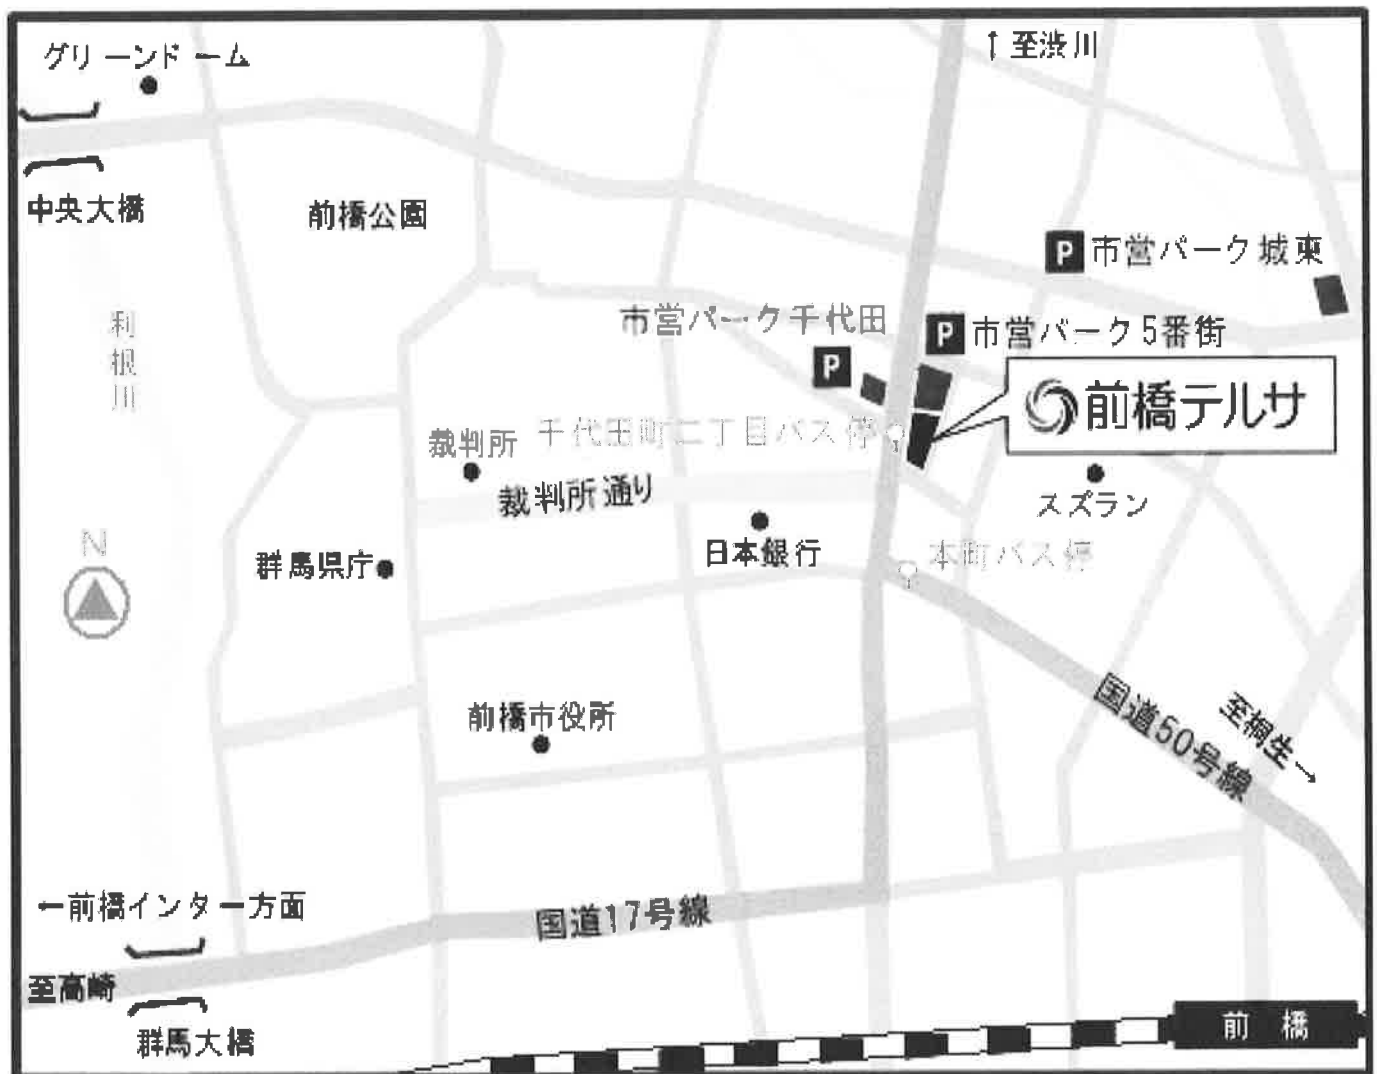 ↑至渋川
グリーンドーム
中央大橋
前橋公園
P 市営パーク城東
利根川
市営パーク千代田
P
P 市営パーク5番街
前橋テルサ
裁判所
千代田町二丁目バス停
裁判所通り
スズラン
N
群馬県庁
日本銀行
本町バス停
前橋市役所
国道50号線
至桐生→
←前橋インター方面
国道17号線
至高崎
群馬大橋
前橋